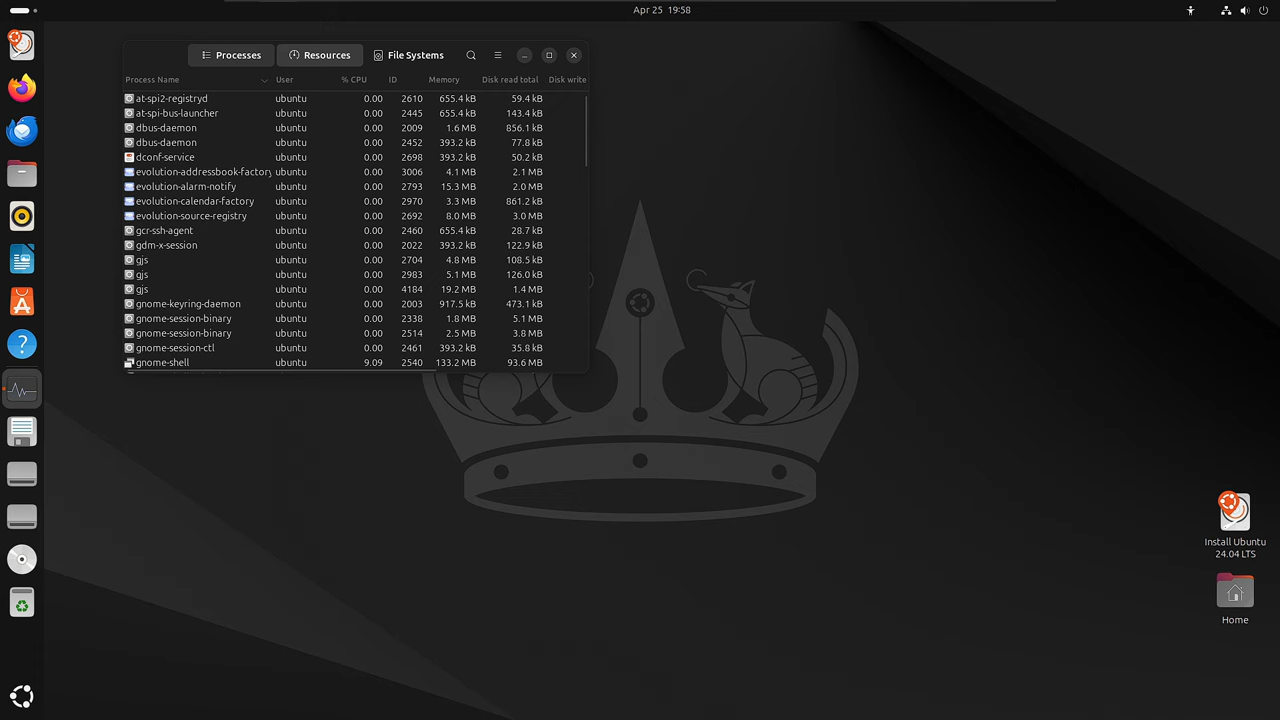 Apr 25 19:58
Processes Resources File Systems
Process Name User % CPU ID Memory Disk read total Disk write
at-spi2-registryd ubuntu 0.00 2610 655.4 kB 59.4 kB
at-spi-bus-launcher ubuntu 0.00 2445 655.4 kB 143.4 kB
dbus-daemon ubuntu 0.00 2009 1.6 MB 856.1 kB
dbus-daemon ubuntu 0.00 2452 393.2 kB 77.8 kB
dconf-service ubuntu 0.00 2698 393.2 kB 50.2 kB
evolution-addressbook-factory ubuntu 0.00 3006 4.1 MB 2.1 MB
evolution-alarm-notify ubuntu 0.00 2793 15.3 MB 2.0 MB
evolution-calendar-factory ubuntu 0.00 2970 3.3 MB 861.2 kB
evolution-source-registry ubuntu 0.00 2692 8.0 MB 3.0 MB
gcr-ssh-agent ubuntu 0.00 2460 655.4 kB 28.7 kB
gdm-x-session ubuntu 0.00 2022 393.2 kB 122.9 kB
gjs ubuntu 0.00 2704 4.8 MB 108.5 kB
gjs ubuntu 0.00 2983 5.1 MB 126.0 kB
gjs ubuntu 0.00 4184 19.2 MB 1.4 MB
gnome-keyring-daemon ubuntu 0.00 2003 917.5 kB 473.1 kB
gnome-session-binary ubuntu 0.00 2338 1.8 MB 5.1 MB
gnome-session-binary ubuntu 0.00 2514 2.5 MB 3.8 MB
gnome-session-ctl ubuntu 0.00 2461 393.2 kB 35.8 kB
gnome-shell ubuntu 9.09 2540 133.2 MB 93.6 MB
Install Ubuntu
24.04 LTS
Home